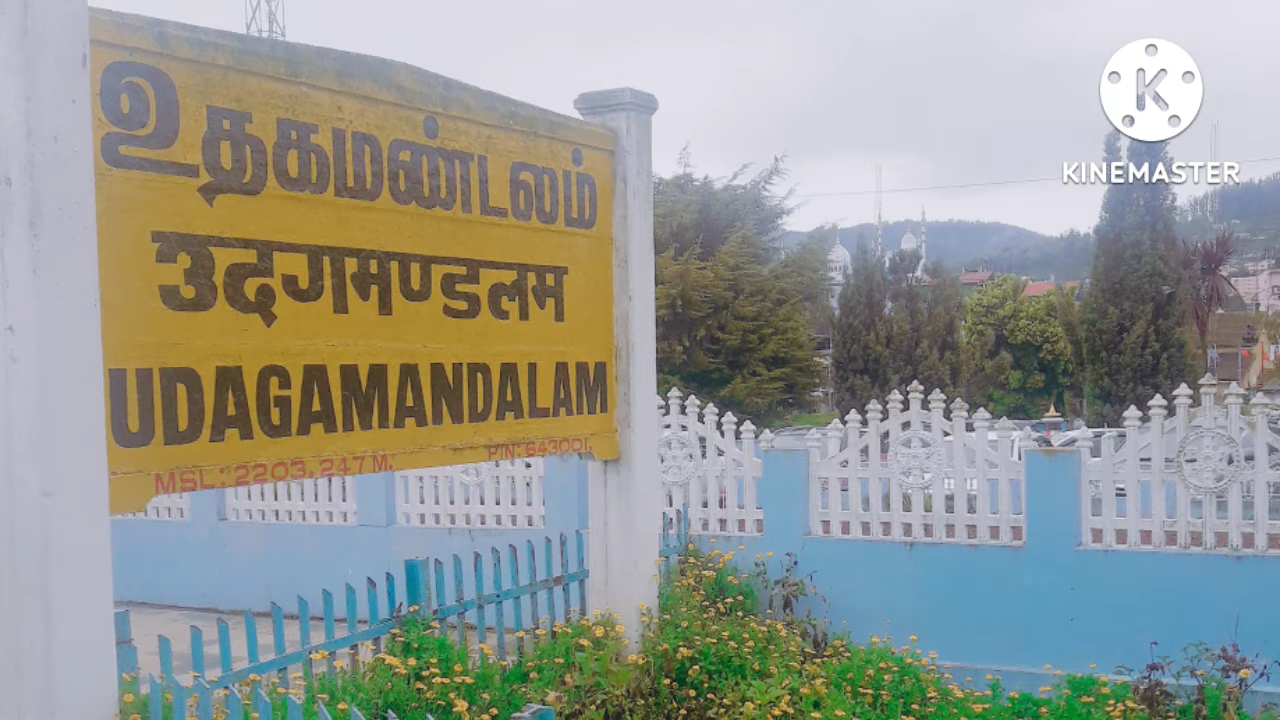 உதகமண்டலம்
उदगमण्डलम
UDAGAMANDALAM
MSL: 2203.247 M.
PIN: 643001.
KINEMASTER